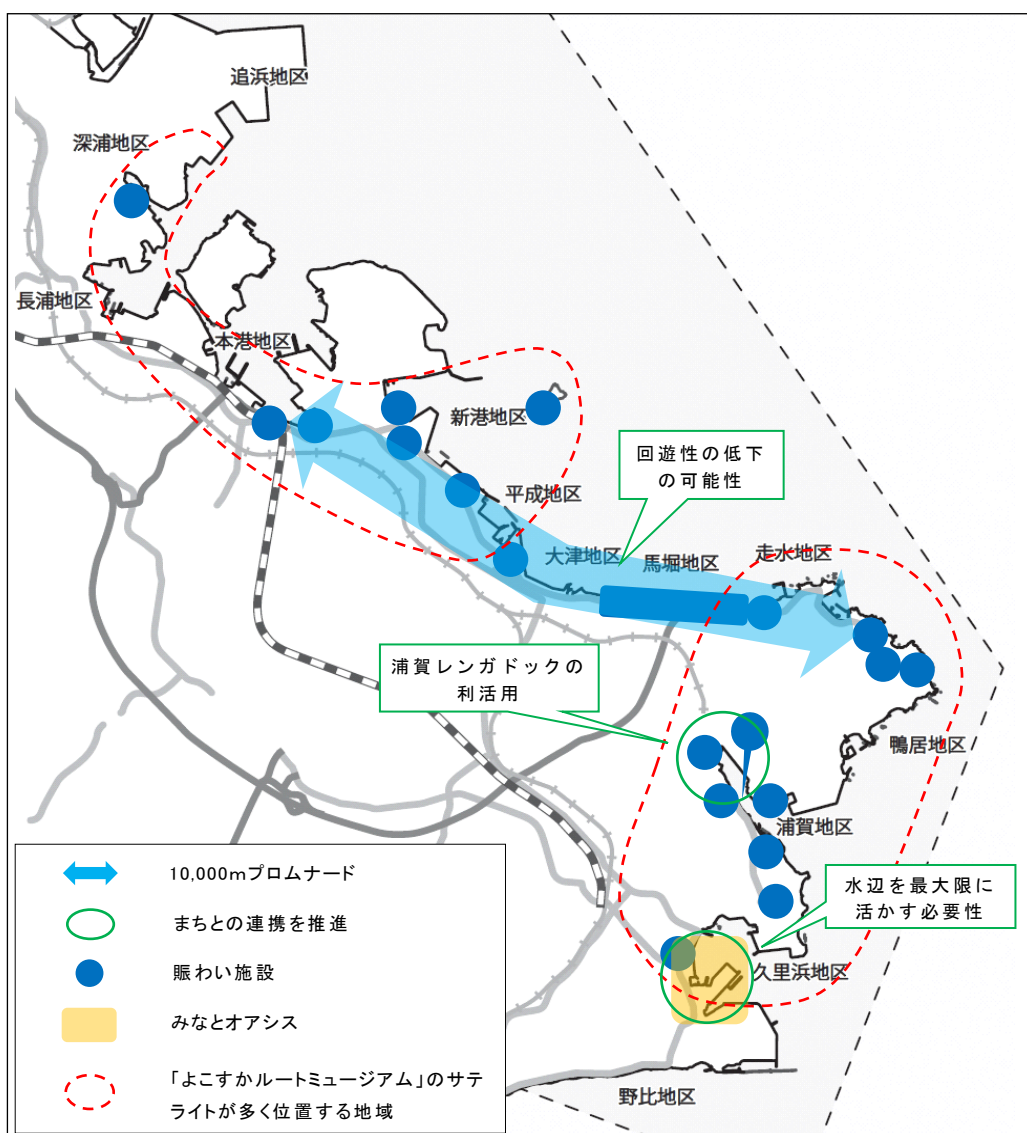 追浜地区
深浦地区
長浦地区
本港地区
新港地区
平成地区
回遊性の低下
の可能性
大津地区
馬堀地区
走水地区
浦賀レンガドックの
利活用
鴨居地区
浦賀地区
水辺を最大限に
活かす必要性
久里浜地区
野比地区
10,000mプロムナード
まちとの連携を推進
賑わい施設
みなとオアシス
「よこすかルートミュージアム」のサテ
ライトが多く位置する地域